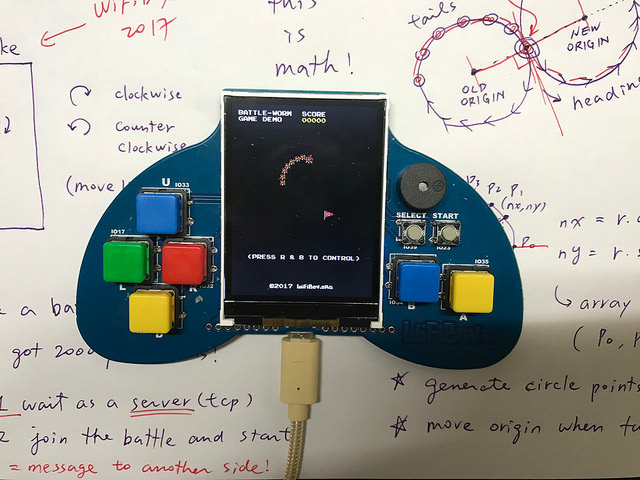 WiFiBoy
2017
this
is
math!
tails
NEW
ORIGIN
OLD
ORIGIN
ke
clockwise
counter
clockwise
(move
BATTLE-WORM SCORE
GAME DEMO 00000
(PRESS R & B TO CONTROL)
©2017 WiFiBoy.org
U IO33
IO17
L
R
SELECT START
IO39 IO23
IO35
B
A
P3 P2 P1
(nx,ny)
P0
nx = r.
ny = r.
array
(P0, P
a ba
got 2000
1 wait as a server (tcp)
2 join the battle and start
= message to another side!
generate circle points
move origin when tu